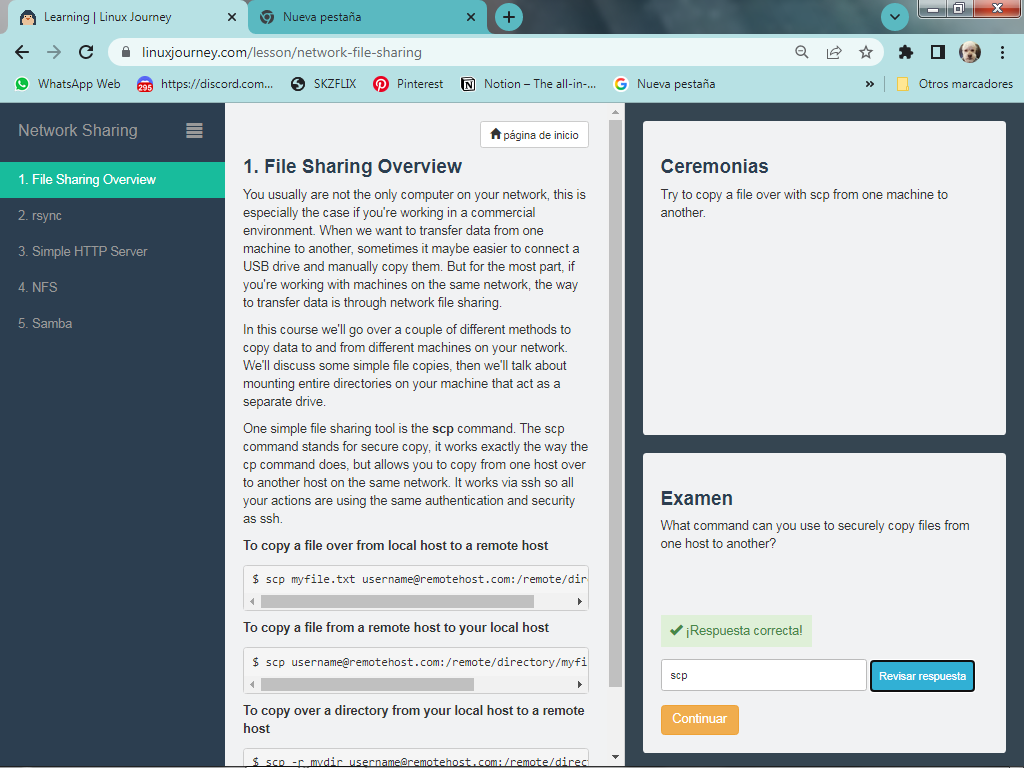 Learning | Linux Journey
Nueva pestaña
linuxjourney.com/lesson/network-file-sharing
WhatsApp Web
295
https://discord.com...
SKZFLIX
Pinterest
Notion – The all-in-...
Nueva pestaña
»
Otros marcadores
Network Sharing
1. File Sharing Overview
2. rsync
3. Simple HTTP Server
4. NFS
5. Samba
página de inicio
1. File Sharing Overview
You usually are not the only computer on your network, this is
especially the case if you're working in a commercial
environment. When we want to transfer data from one
machine to another, sometimes it maybe easier to connect a
USB drive and manually copy them. But for the most part, if
you're working with machines on the same network, the way
to transfer data is through network file sharing.
In this course we'll go over a couple of different methods to
copy data to and from different machines on your network.
We'll discuss some simple file copies, then we'll talk about
mounting entire directories on your machine that act as a
separate drive.
One simple file sharing tool is the scp command. The scp
command stands for secure copy, it works exactly the way the
cp command does, but allows you to copy from one host over
to another host on the same network. It works via ssh so all
your actions are using the same authentication and security
as ssh.
To copy a file over from local host to a remote host
$ scp myfile.txt username@remotehost.com:/remote/dir
To copy a file from a remote host to your local host
$ scp username@remotehost.com:/remote/directory/myfi
To copy over a directory from your local host to a remote
host
$ scp -r mydir username@remotehost.com:/remote/direc
Ceremonias
Try to copy a file over with scp from one machine to
another.
Examen
What command can you use to securely copy files from
one host to another?
¡Respuesta correcta!
scp
Revisar respuesta
Continuar